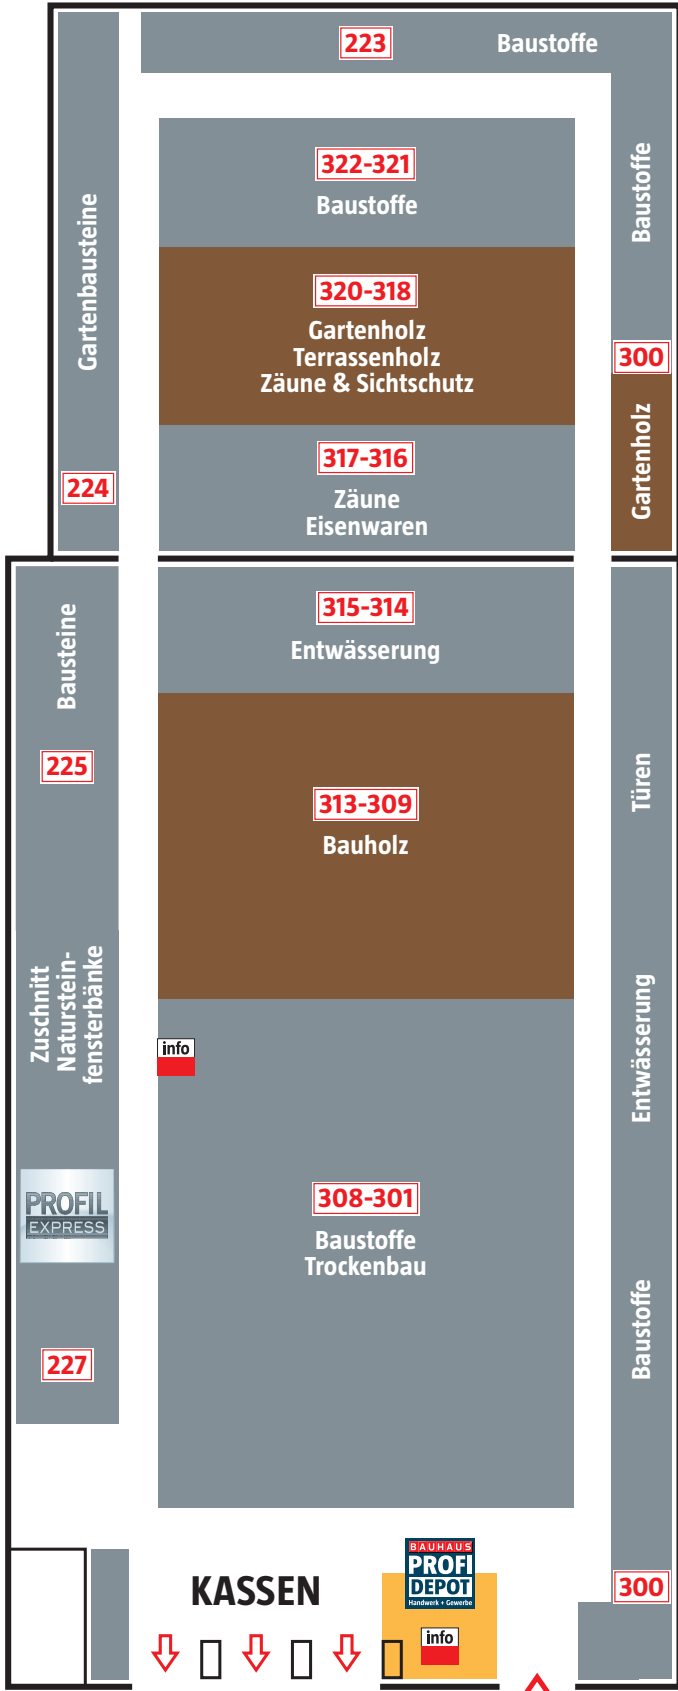 223
Baustoffe
322-321
Baustoffe
Baustoffe
Gartenbausteine
320-318
Gartenholz
Terrassenholz
Zäune & Sichtschutz
300
Gartenholz
317-316
Zäune
Eisenwaren
224
315-314
Entwässerung
Bausteine
225
313-309
Bauholz
Türen
Zuschnitt
Naturstein-
fensterbänke
Entwässerung
info
PROFIL
EXPRESS
308-301
Baustoffe
Trockenbau
Baustoffe
227
BAUHAUS
PROFI
DEPOT
Handwerk + Gewerbe
KASSEN
300
info